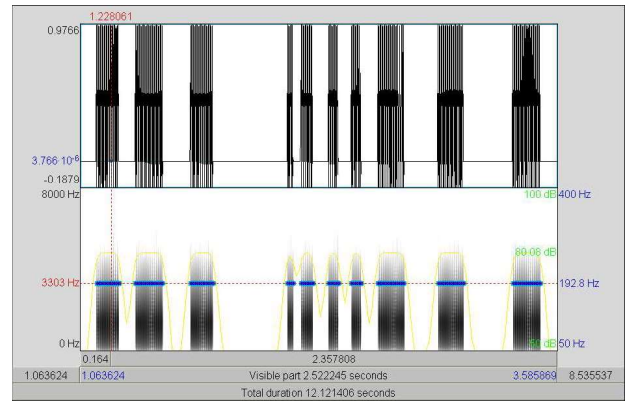 1.228061
0.9766
3.766·10-6
-0.1879
8000 Hz 100 dB 400 Hz
80.08 dB
3303 Hz 192.8 Hz
0 Hz 50 dB 50 Hz
0.164 2.357808
1.063624 1.063624 Visible part 2.522245 seconds 3.585869 8.535537
Total duration 12.121406 seconds